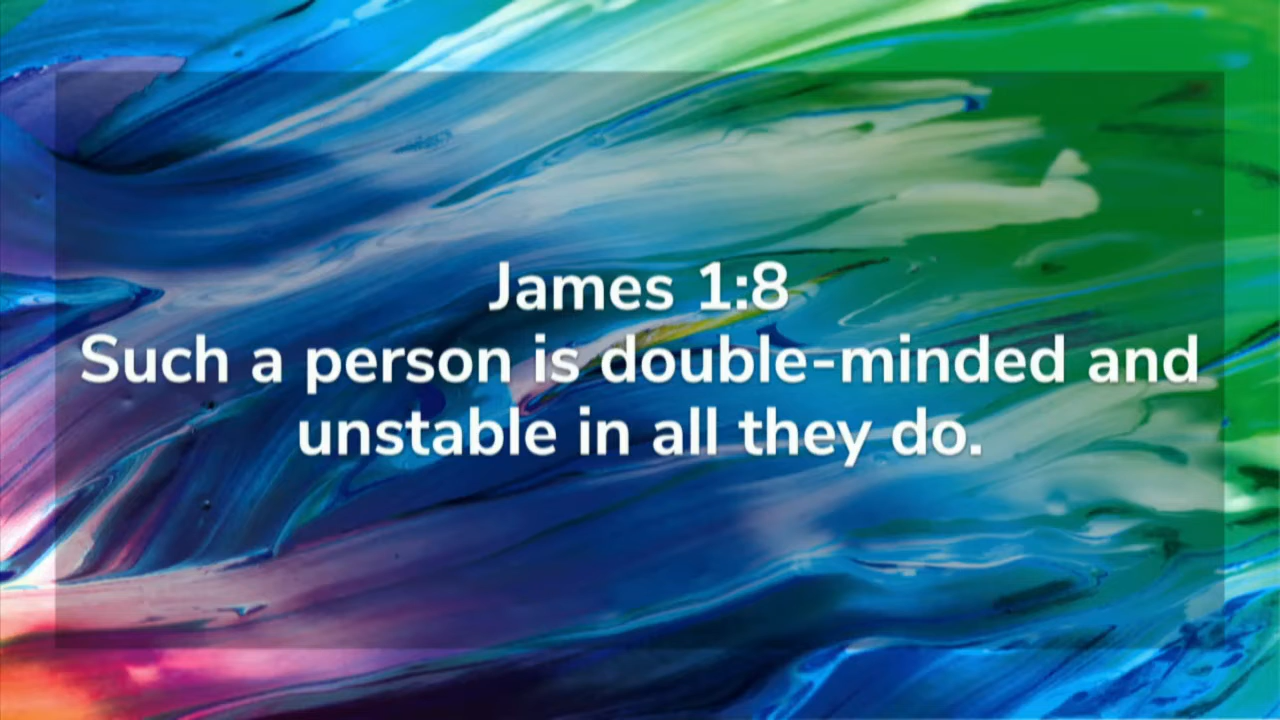 James 1:8
Such a person is double-minded and
unstable in all they do.